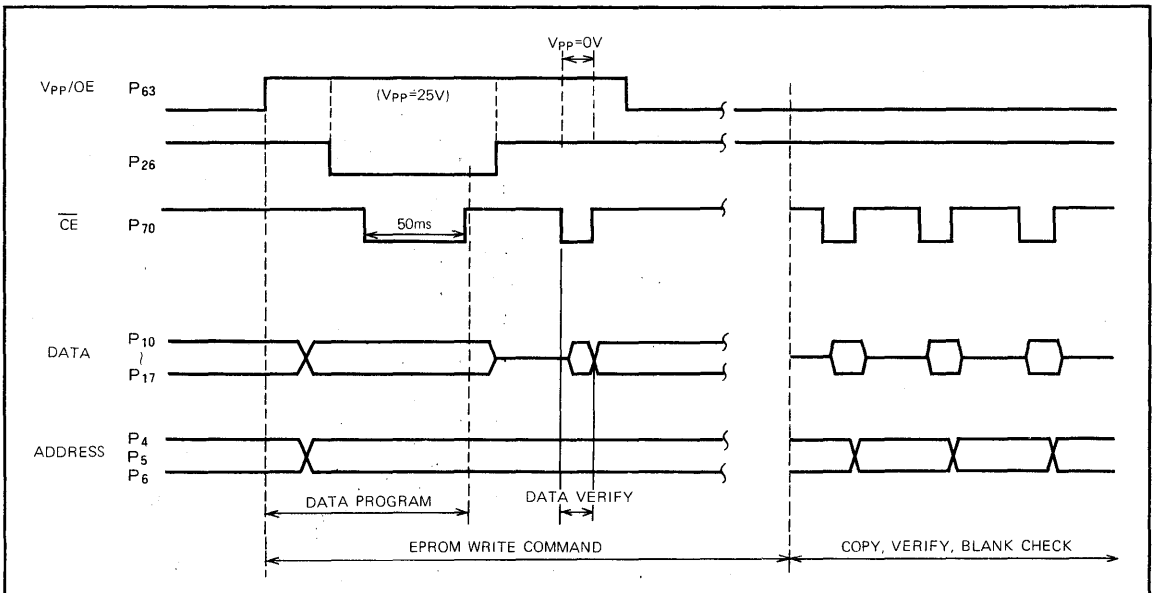 VPP=0V
VPP/OE P63
(VPP=25V)
P26
CE P70
50ms
DATA P10
~
P17
ADDRESS P4
P5
P6
DATA PROGRAM
DATA VERIFY
EPROM WRITE COMMAND
COPY, VERIFY, BLANK CHECK